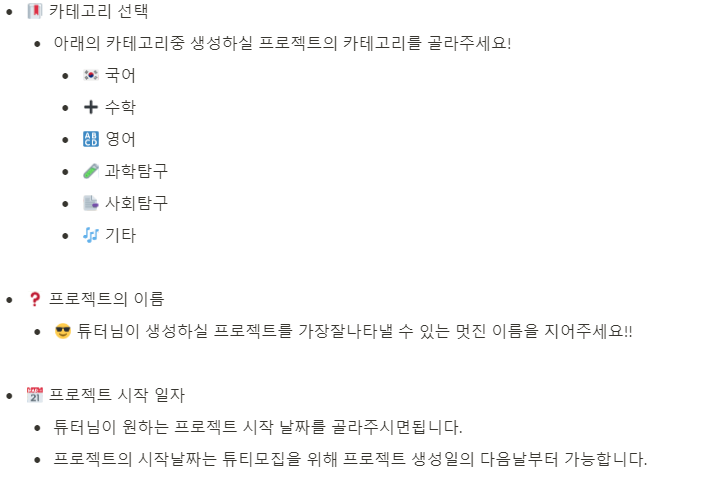 카테고리 선택
아래의 카테고리중 생성하실 프로젝트의 카테고리를 골라주세요!
국어
수학
영어
과학탐구
사회탐구
기타
프로젝트의 이름
튜터님이 생성하실 프로젝트를 가장잘나타낼 수 있는 멋진 이름을 지어주세요!!
프로젝트 시작 일자
튜터님이 원하는 프로젝트 시작 날짜를 골라주시면됩니다.
프로젝트의 시작날짜는 튜티모집을 위해 프로젝트 생성일의 다음날부터 가능합니다.